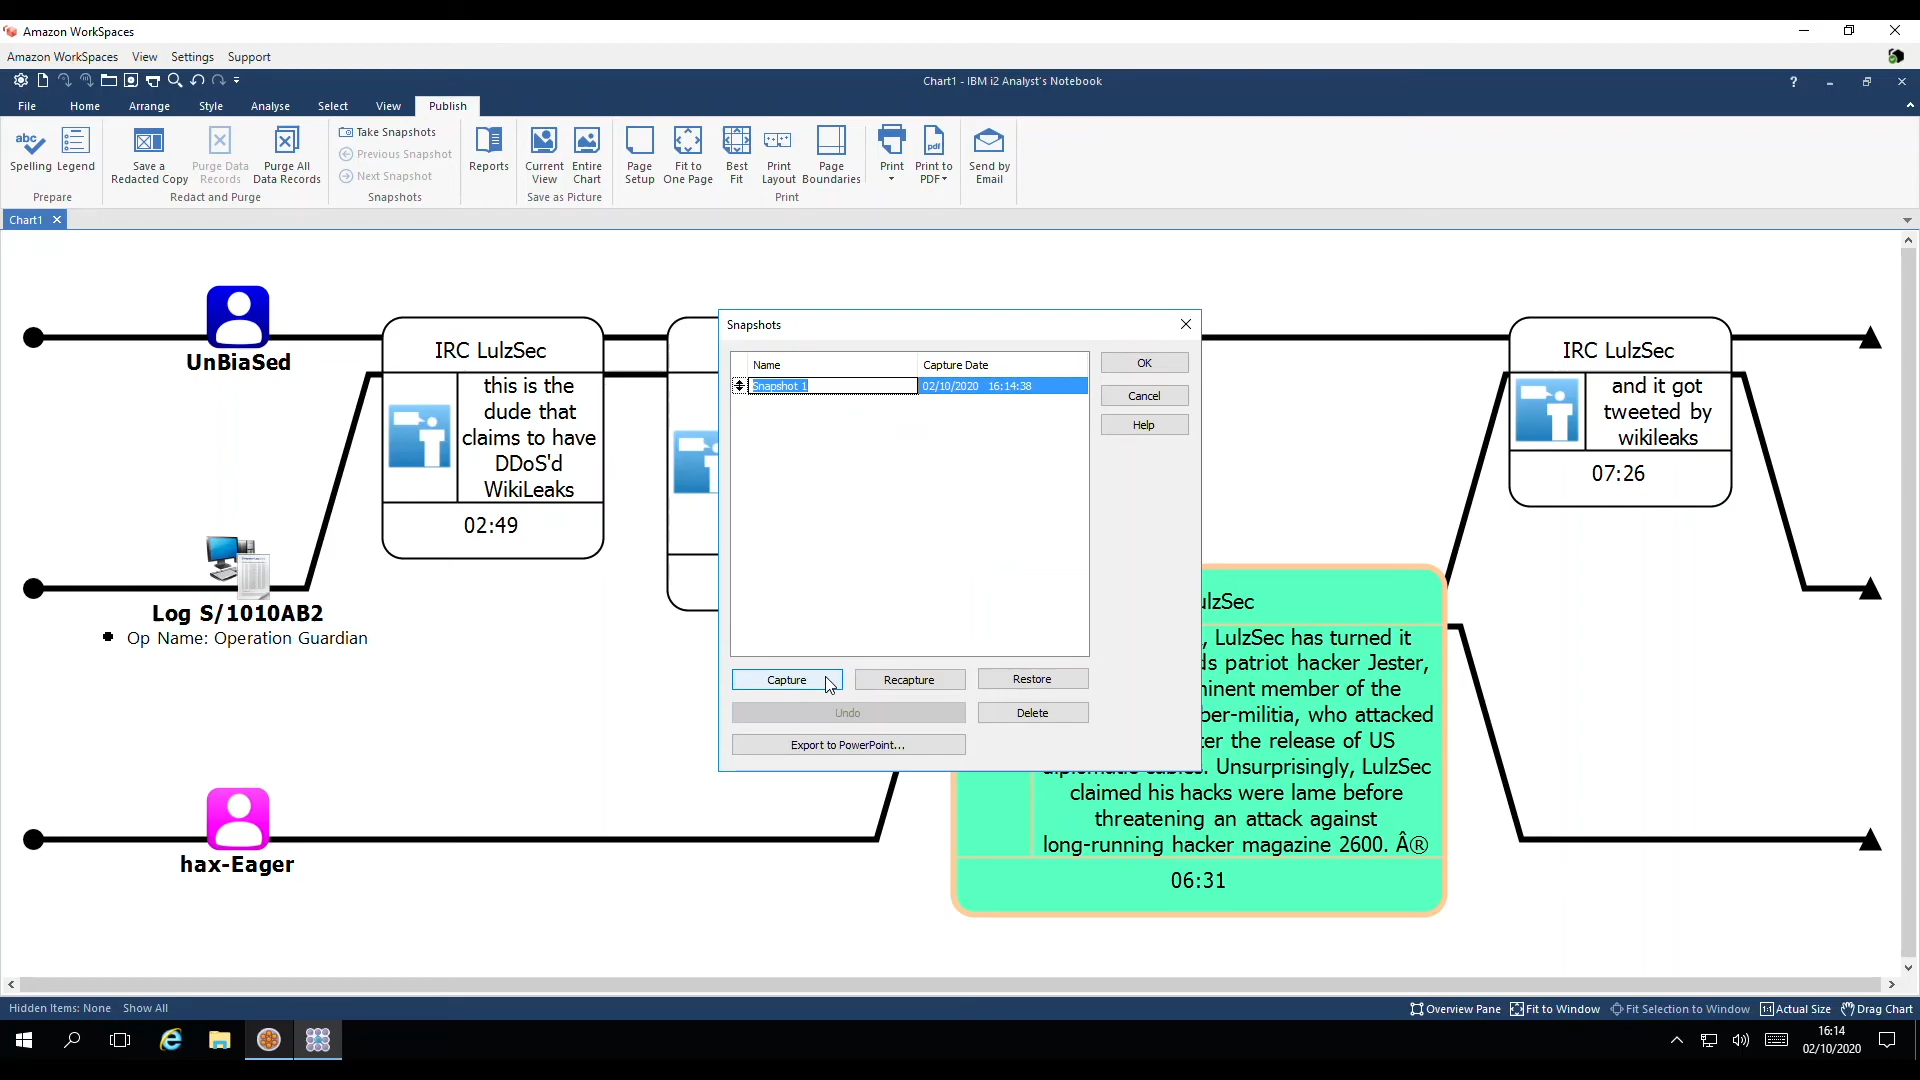 Amazon WorkSpaces
Amazon WorkSpaces View Settings Support
Chart1 - IBM i2 Analyst's Notebook
File Home Arrange Style Analyse Select View Publish
abc
Spelling
Legend
Prepare
Save a
Redacted Copy
Purge Data
Records
Purge All
Data Records
Redact and Purge
Take Snapshots
Previous Snapshot
Next Snapshot
Snapshots
Reports
Current
View
Entire
Chart
Save as Picture
Page
Setup
Fit to
One Page
Best
Fit
Print
Layout
Page
Boundaries
Print
pdf
Print to
PDF
Print
Send by
Email
Chart1
UnBiaSed
IRC LulzSec
this is the
dude that
claims to have
DDoS'd
WikiLeaks
02:49
Log S/1010AB2
Op Name: Operation Guardian
hax-Eager
Snapshots
Name Capture Date
Snapshot 1 02/10/2020 16:14:38
OK
Cancel
Help
Capture Recapture Restore
Undo Delete
Export to PowerPoint...
IRC LulzSec
and it got
tweeted by
wikileaks
07:26
ulzSec
, LulzSec has turned it
ds patriot hacker Jester,
minent member of the
ber-militia, who attacked
ter the release of US
diplomatic cables. Unsurprisingly, LulzSec
claimed his hacks were lame before
threatening an attack against
long-running hacker magazine 2600. Â®
06:31
Hidden Items: None Show All
Overview Pane Fit to Window Fit Selection to Window 1:1 Actual Size Drag Chart
16:14
02/10/2020